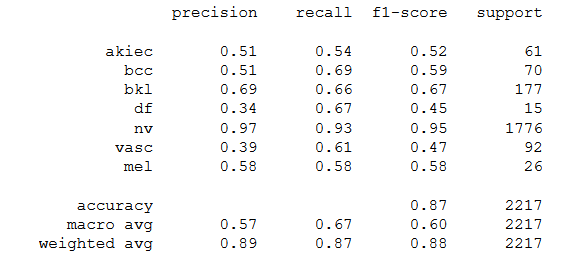 precision recall f1-score support
akiec 0.51 0.54 0.52 61
bcc 0.51 0.69 0.59 70
bkl 0.69 0.66 0.67 177
df 0.34 0.67 0.45 15
nv 0.97 0.93 0.95 1776
vasc 0.39 0.61 0.47 92
mel 0.58 0.58 0.58 26
accuracy 0.87 2217
macro avg 0.57 0.67 0.60 2217
weighted avg 0.89 0.87 0.88 2217